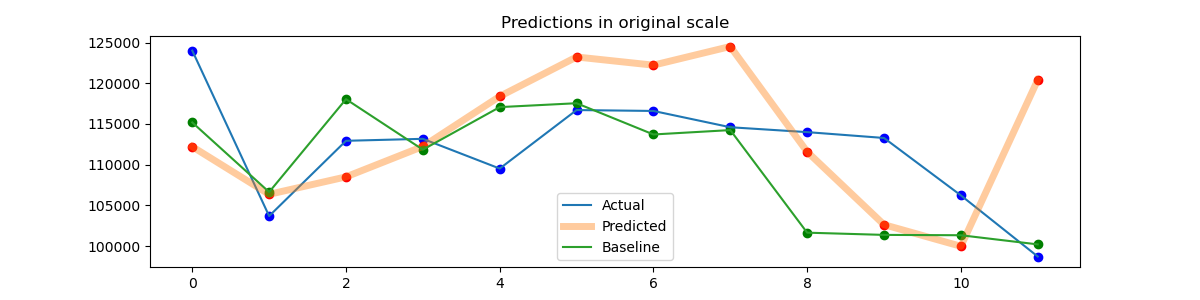 Predictions in original scale
125000
120000
115000
110000
105000
100000
Actual
Predicted
Baseline
0 2 4 6 8 10